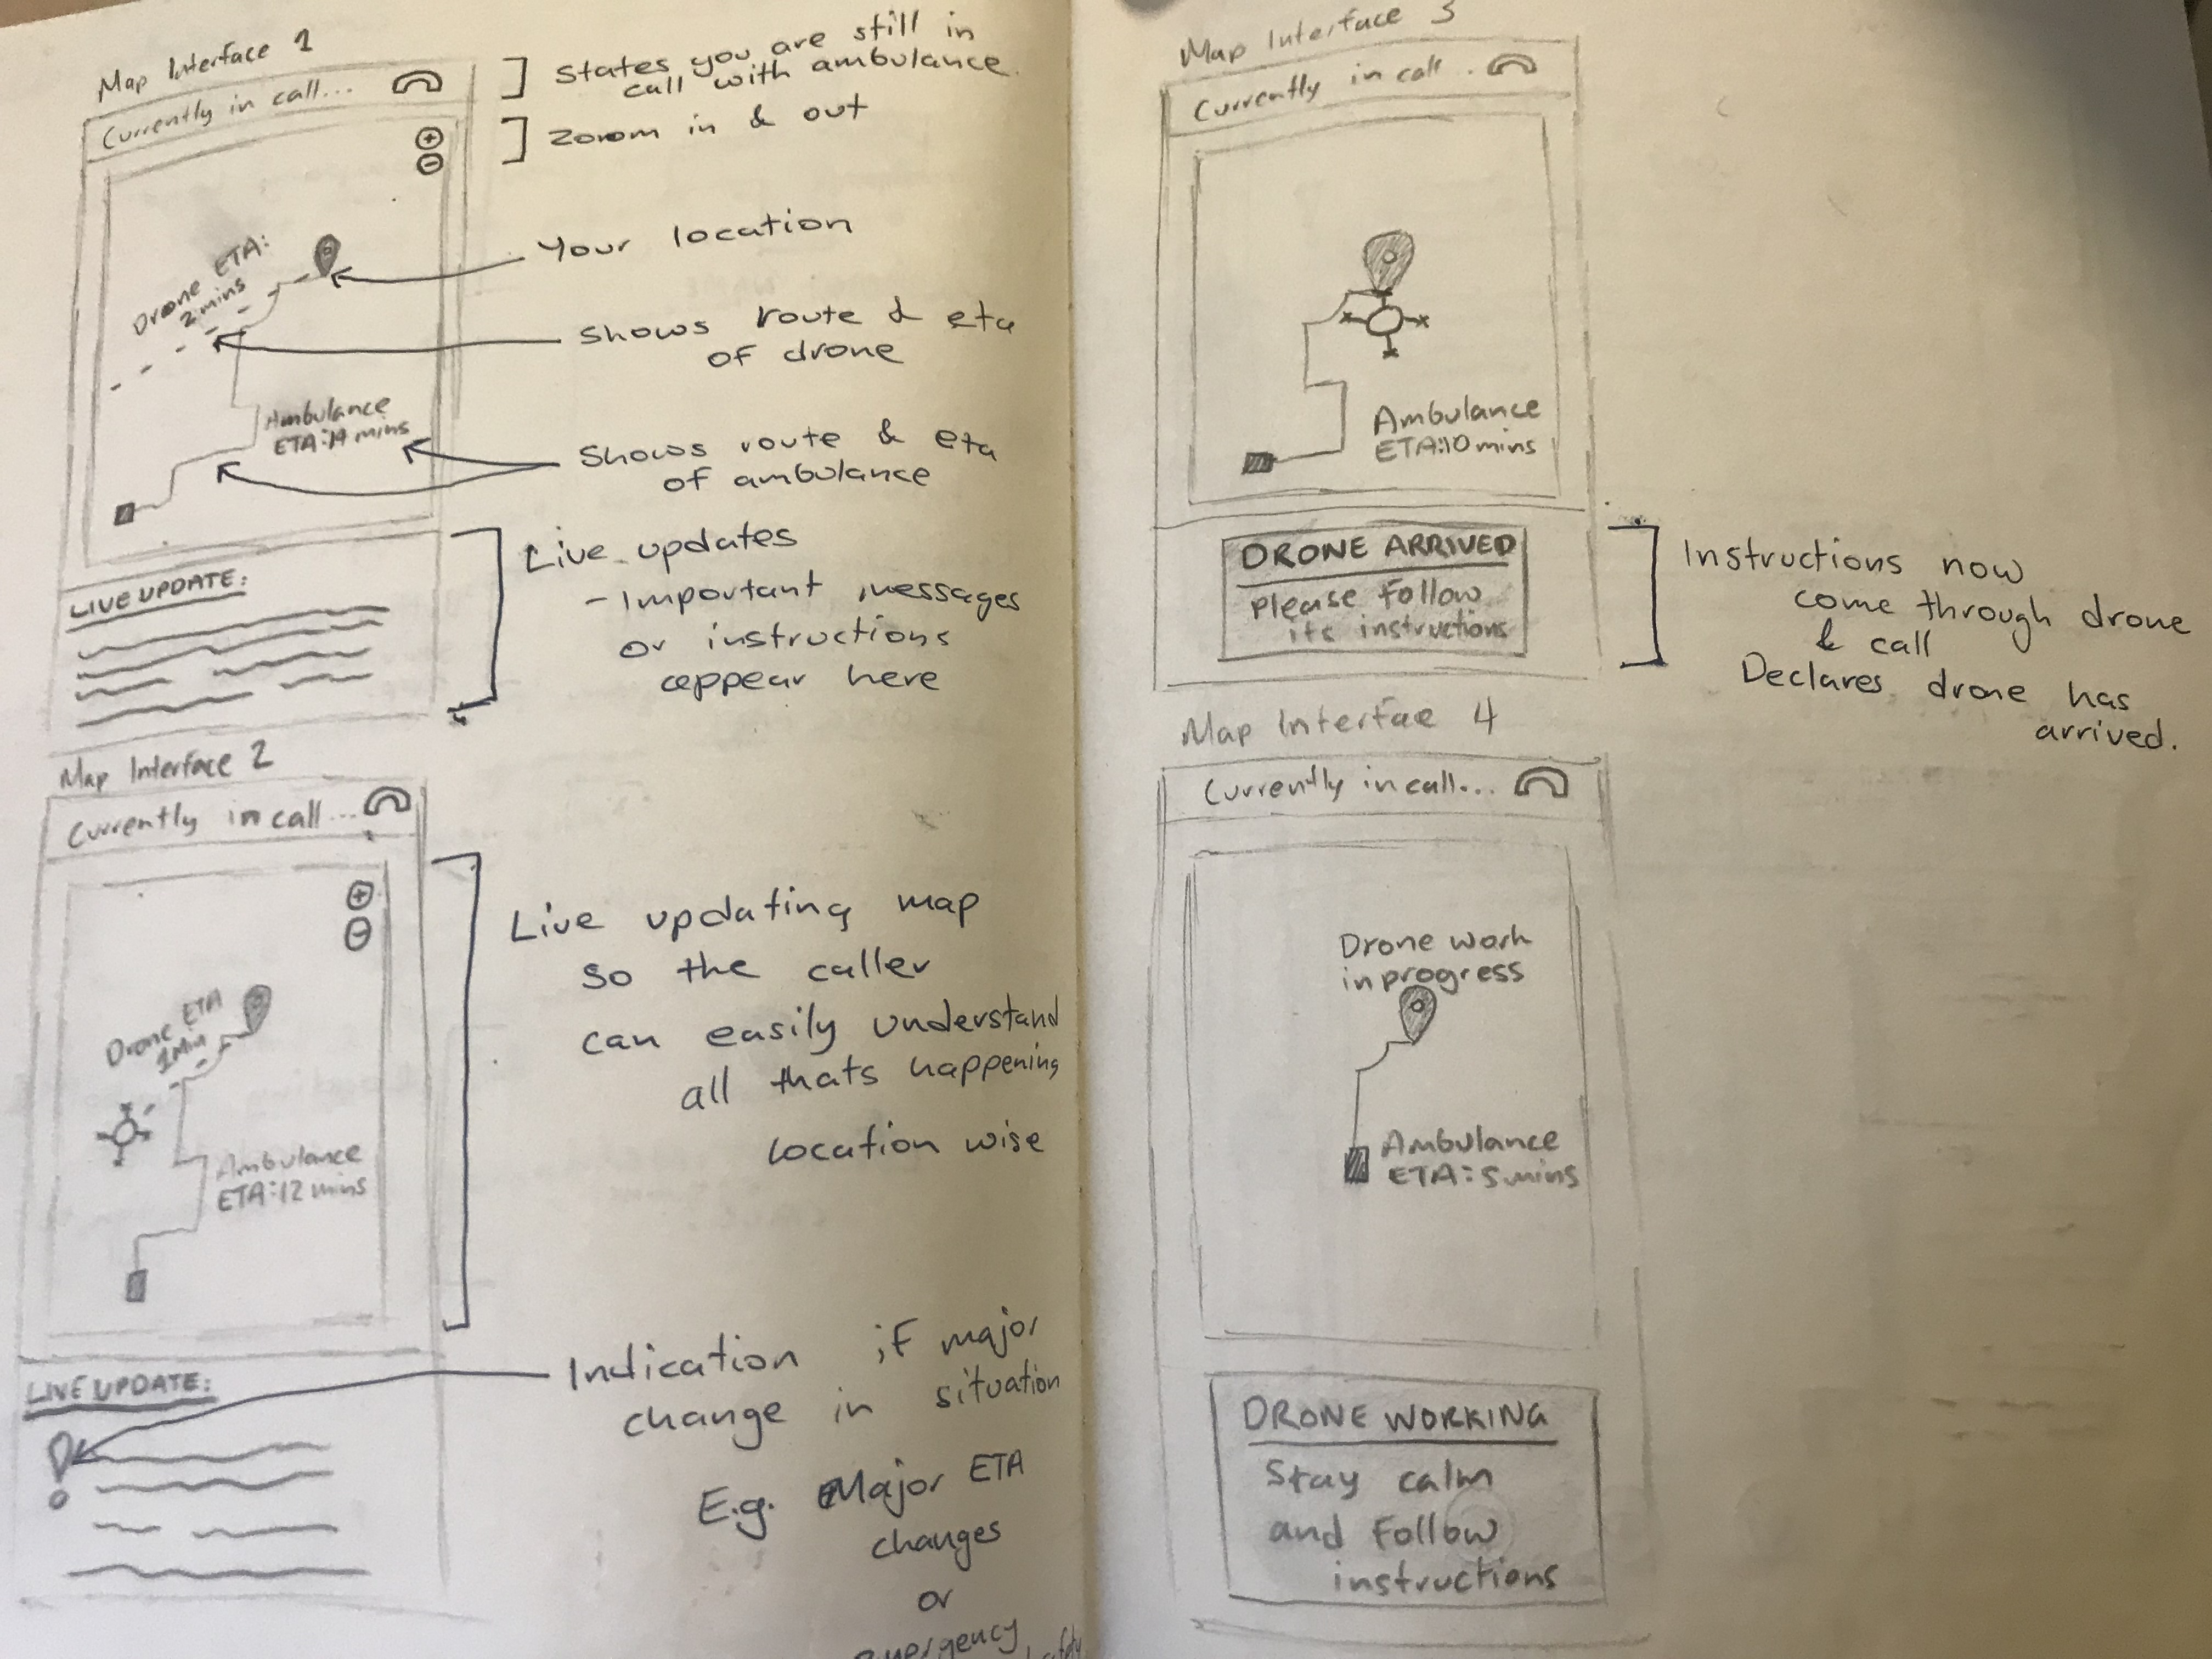 Map Interface 1
Currently in call...
States you are still in
call with ambulance.
Zoom in & out
Your location
Drone ETA:
2 mins
Shows route & eta
of drone
Ambulance
ETA:14 mins
Shows route & eta
of ambulance
LIVE UPDATE:
Live updates
- Important messages
or instructions
appear here
Map Interface 2
Currently in call...
Drone ETA
1 Min
Ambulance
ETA:12 mins
Live updating map
so the caller
can easily understand
all thats happening
location wise
LIVE UPDATE:
Indication if major
change in situation
E.g. Major ETA
changes
or
emergency
Map Interface 3
Currently in call..
Ambulance
ETA:10 mins
DRONE ARRIVED
Please follow
its instructions
Instructions now
come through drone
& call
Declares drone has
arrived.
Map Interfae 4
Currently in call...
Drone work
in progress
Ambulance
ETA:5 mins
DRONE WORKING
Stay calm
and follow
instructions